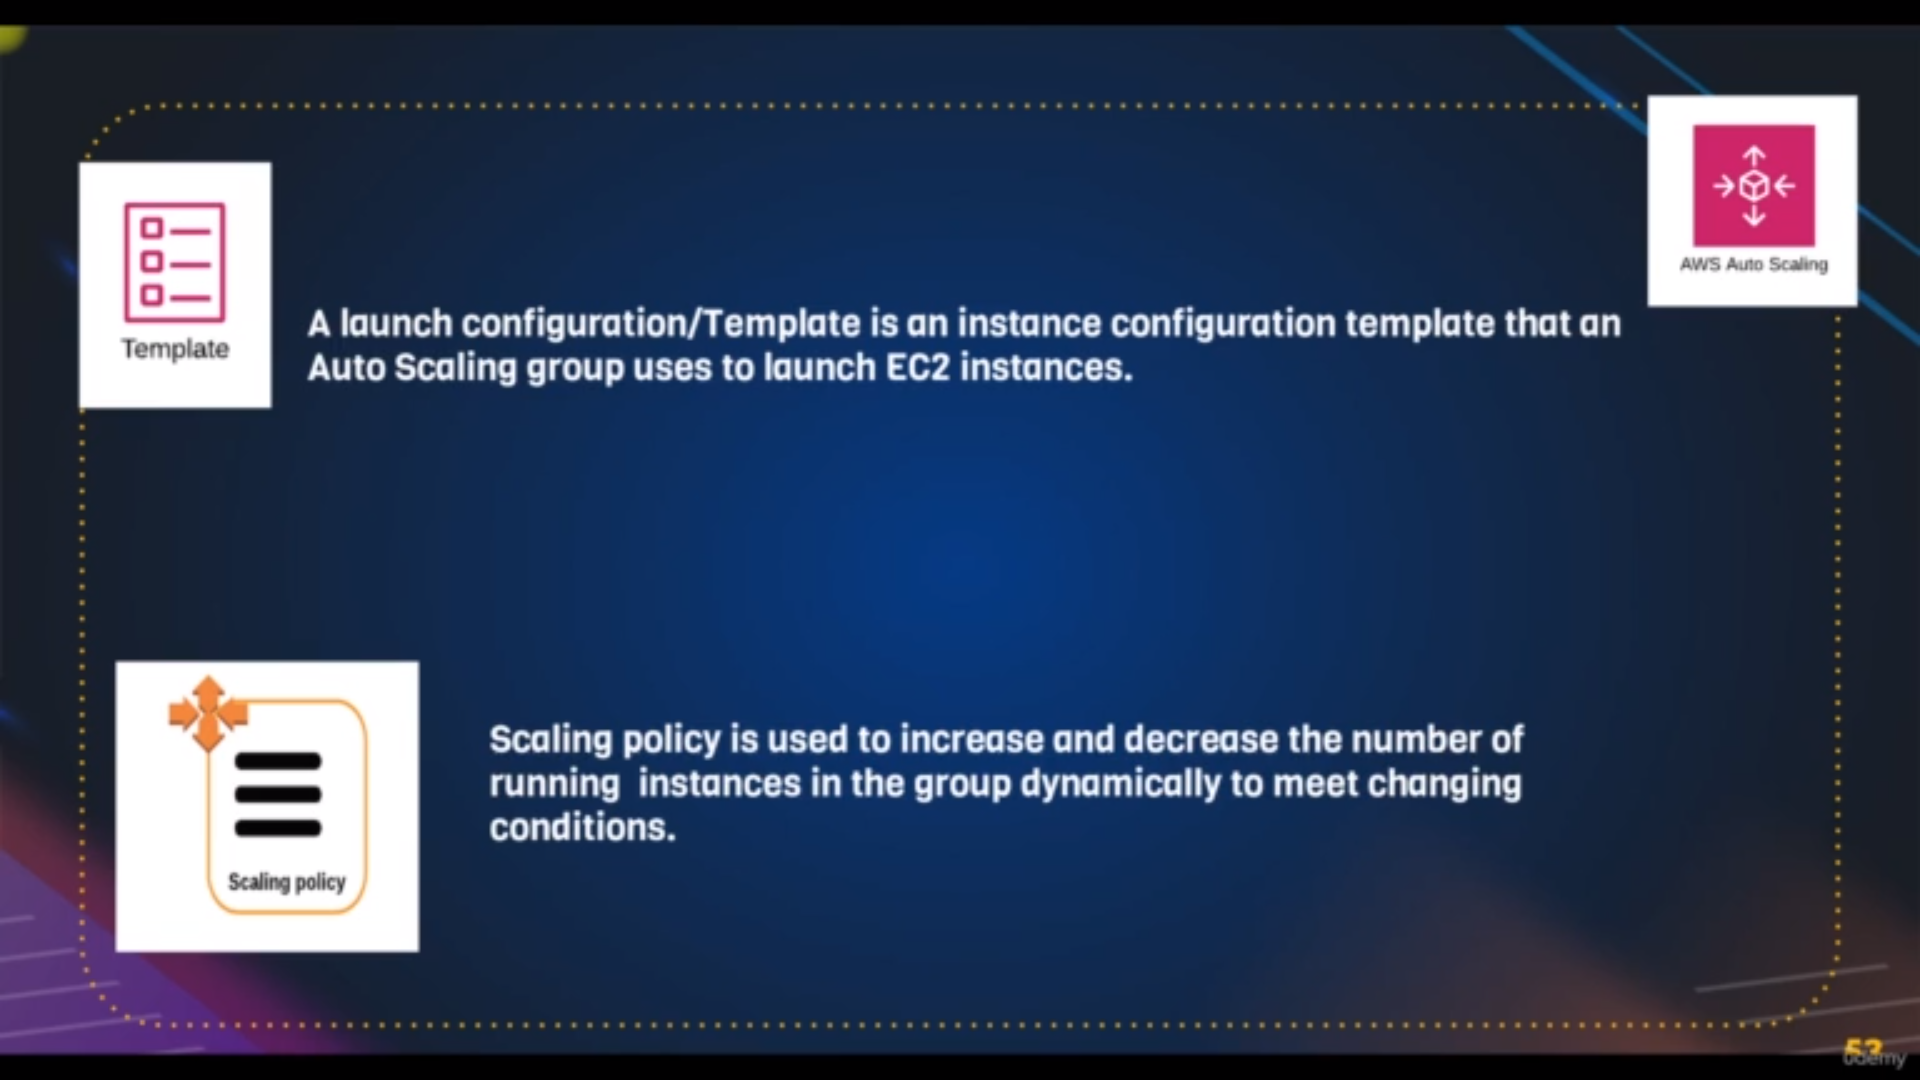 AWS Auto Scaling
Template
A launch configuration/Template is an instance configuration template that an
Auto Scaling group uses to launch EC2 instances.
Scaling policy is used to increase and decrease the number of
running  instances in the group dynamically to meet changing
conditions.
Scaling policy
53
udemy